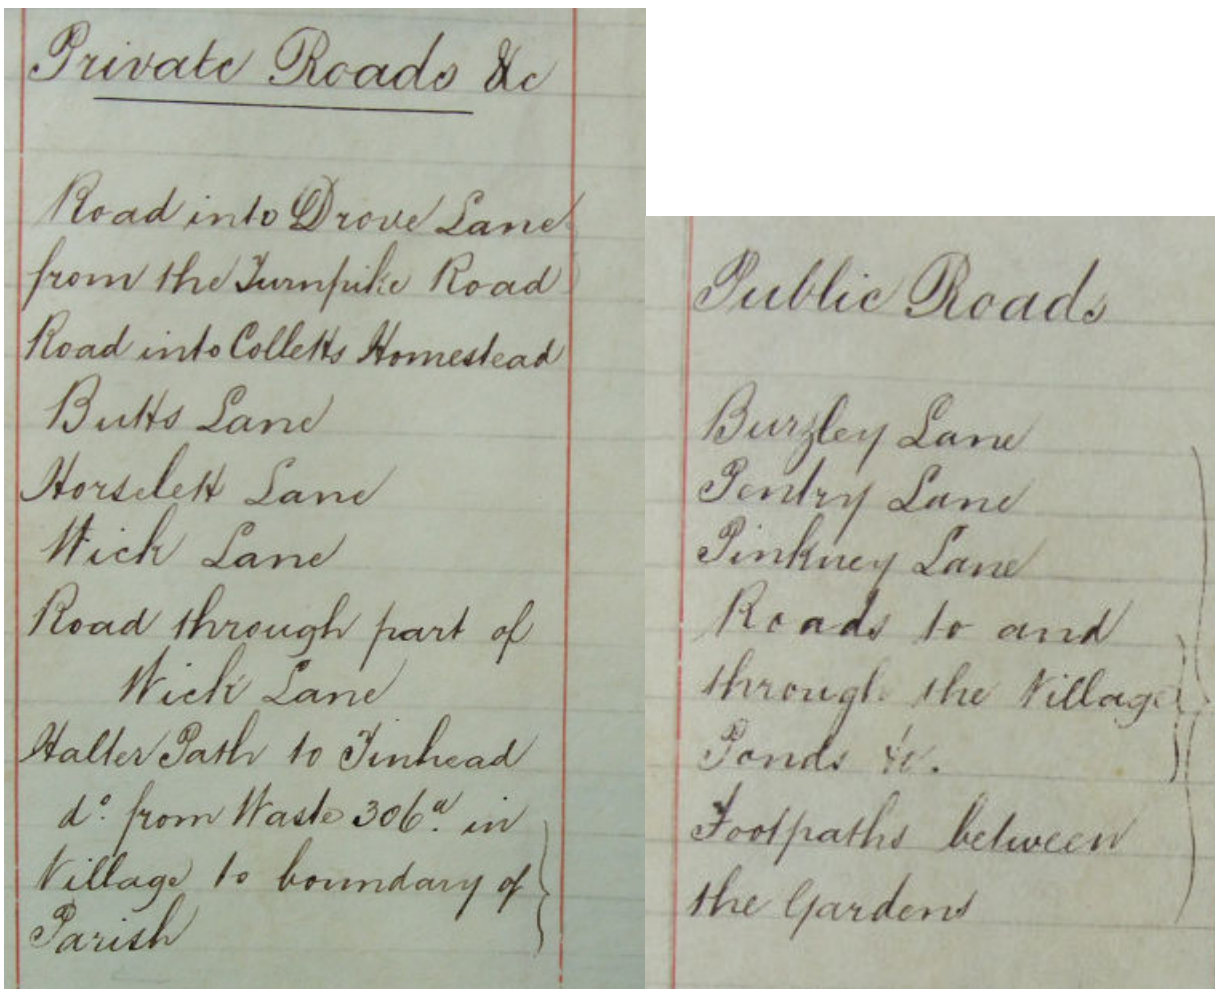 Private Roads &c
Road into Drove Lane
from the Turnpike Road
Road into Colletts Homestead
Butts Lane
Horselett Lane
Wick Lane
Road through part of
Wick Lane
Halter Path to Tinhead
do. from Waste 306a. in
Village to boundary of
Parish
Public Roads
Burzley Lane
Pentry Lane
Pinkney Lane
Roads to and
through the Village
Ponds &c.
Footpaths between
the Gardens